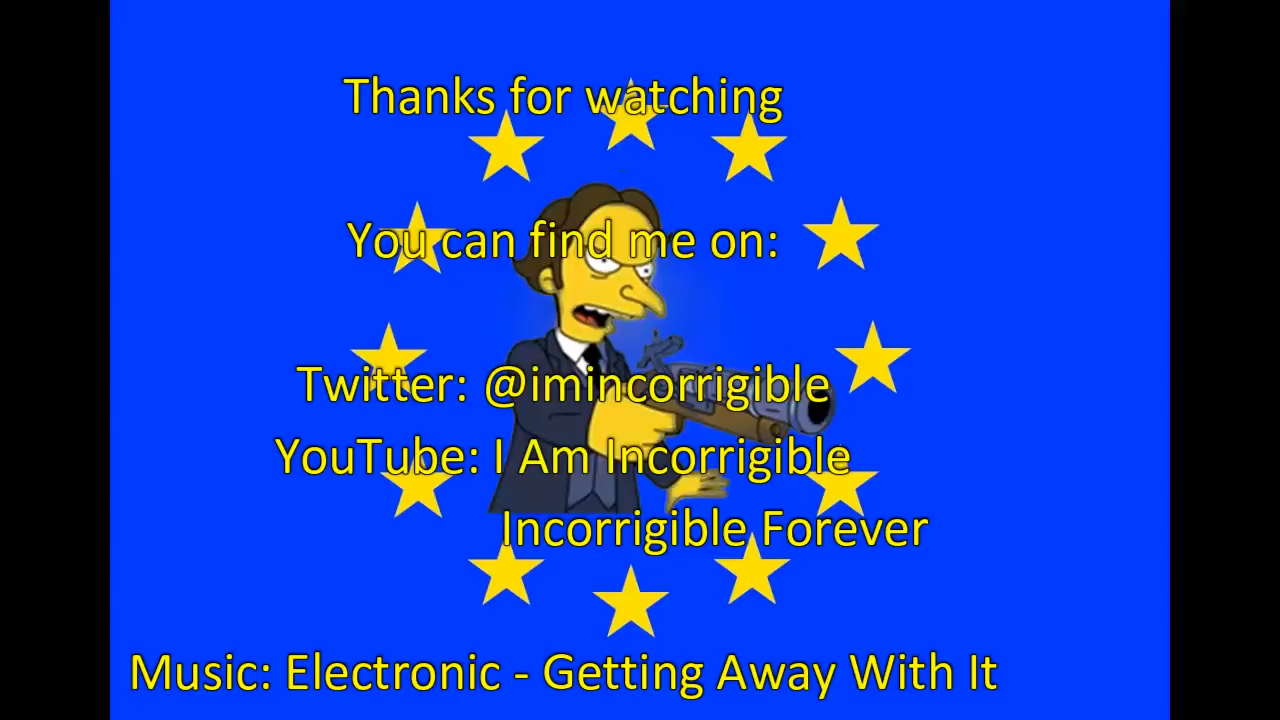 Thanks for watching
You can find me on:
Twitter: @imincorrigible
YouTube: I Am Incorrigible
Incorrigible Forever
Music: Electronic - Getting Away With It